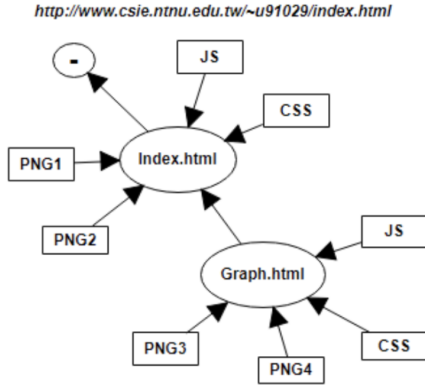 http://www.csie.ntnu.edu.tw/~u91029/index.html
-
JS
CSS
Index.html
PNG1
PNG2
JS
Graph.html
PNG3
CSS
PNG4